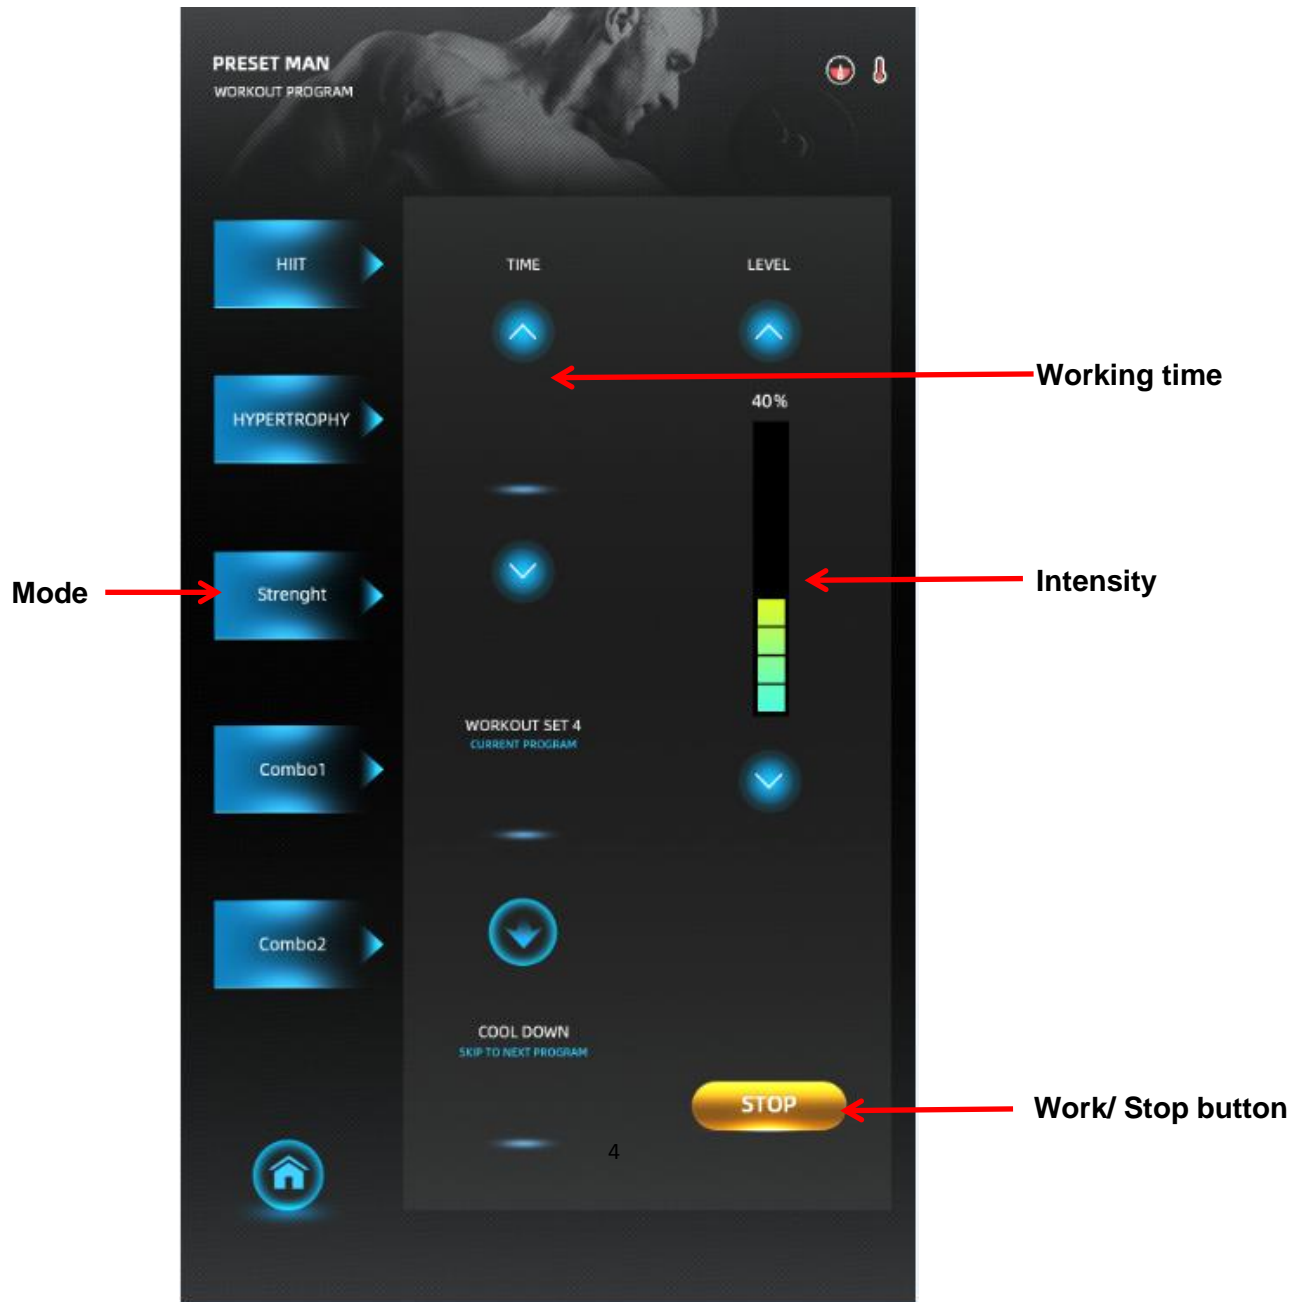 PRESET MAN
WORKOUT PROGRAM
HIIT
HYPERTROPHY
Strenght
Combo1
Combo2
TIME
LEVEL
40%
WORKOUT SET 4
CURRENT PROGRAM
COOL DOWN
SKIP TO NEXT PROGRAM
STOP
4
Mode
Working time
Intensity
Work/ Stop button